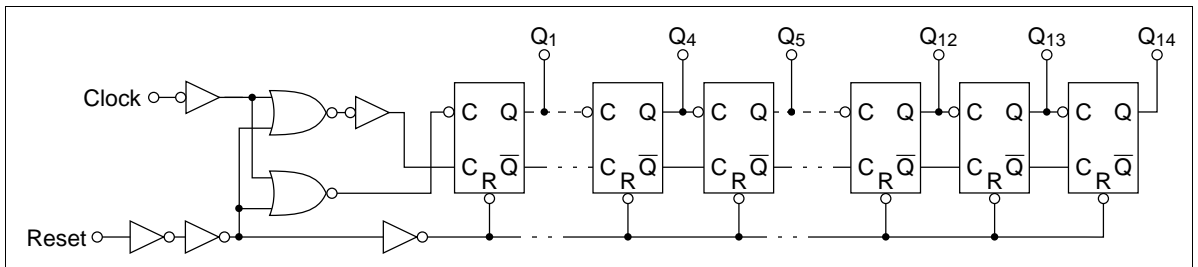 Q1 Q4 Q5 Q12 Q13 Q14
Clock
C Q C Q C Q C Q C Q C Q
C Q̅ C Q̅ C Q̅ C Q̅ C Q̅ C Q̅
R R R R R R
Reset